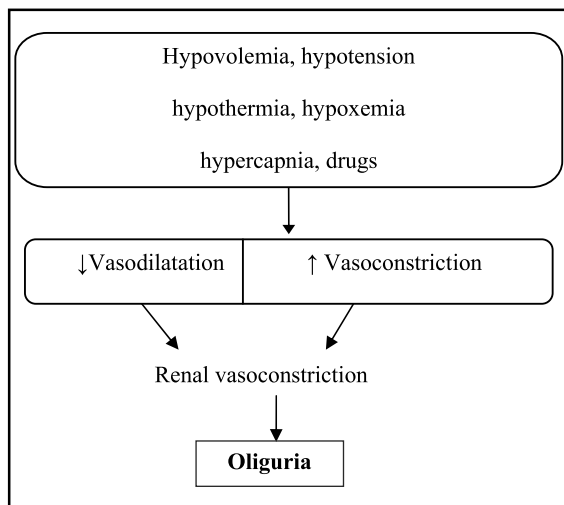 Hypovolemia, hypotension
hypothermia, hypoxemia
hypercapnia, drugs
↓Vasodilatation
↑ Vasoconstriction
Renal vasoconstriction
Oliguria